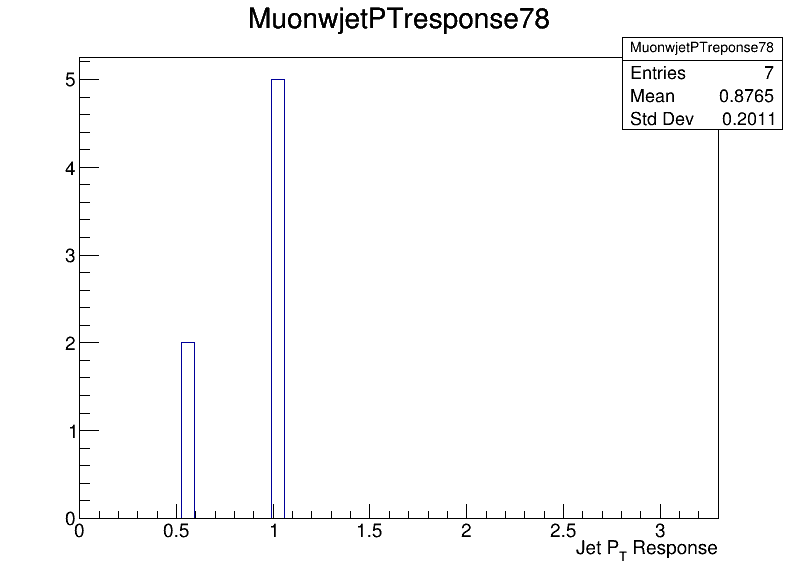 MuonwjetPTresponse78
MuonwjetPTreponse78
Entries 7
Mean 0.8765
Std Dev 0.2011
5
4
3
2
1
0
0 0.5 1 1.5 2 2.5 3
Jet PT Response